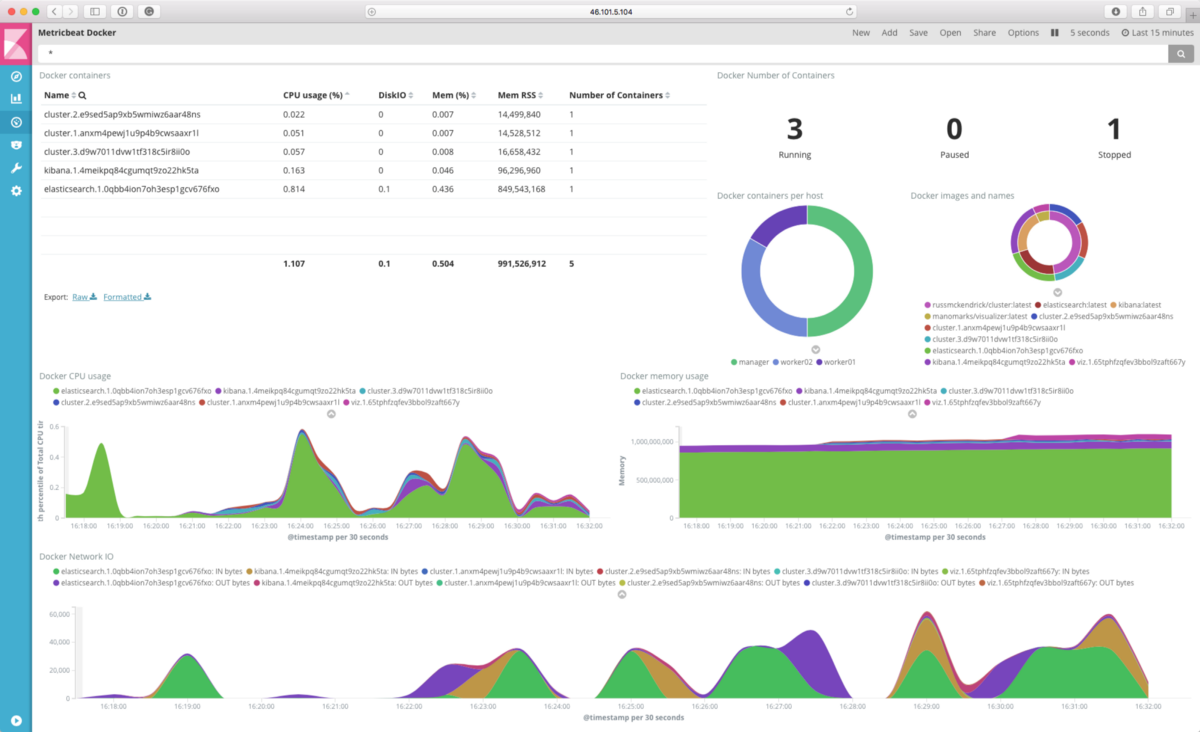 46.101.5.104
Metricbeat Docker
New Add Save Open Share Options 5 seconds Last 15 minutes
*
Docker containers
Name CPU usage (%) DiskIO Mem (%) Mem RSS Number of Containers
cluster.2.e9sed5ap9xb5wmiwz6aar48ns 0.022 0 0.007 14,499,840 1
cluster.1.anxm4pewj1u9p4b9cwsaaxr1l 0.051 0 0.007 14,528,512 1
cluster.3.d9w7011dvw1tf318c5ir8ii0o 0.057 0 0.008 16,658,432 1
kibana.1.4meikpq84cgumqt9zo22hk5ta 0.163 0 0.046 96,296,960 1
elasticsearch.1.0qbb4ion7oh3esp1gcv676fxo 0.814 0.1 0.436 849,543,168 1
1.107 0.1 0.504 991,526,912 5
Export: Raw Formatted
Docker Number of Containers
3 0 1
Running Paused Stopped
Docker containers per host
manager worker02 worker01
Docker images and names
russmckendrick/cluster:latest elasticsearch:latest kibana:latest
manomarks/visualizer:latest cluster.2.e9sed5ap9xb5wmiwz6aar48ns
cluster.1.anxm4pewj1u9p4b9cwsaaxr1l
cluster.3.d9w7011dvw1tf318c5ir8ii0o
elasticsearch.1.0qbb4ion7oh3esp1gcv676fxo
kibana.1.4meikpq84cgumqt9zo22hk5ta viz.1.65tphfzqfev3bbol9zaft667y
Docker CPU usage
elasticsearch.1.0qbb4ion7oh3esp1gcv676fxo kibana.1.4meikpq84cgumqt9zo22hk5ta cluster.3.d9w7011dvw1tf318c5ir8ii0o
cluster.2.e9sed5ap9xb5wmiwz6aar48ns cluster.1.anxm4pewj1u9p4b9cwsaaxr1l viz.1.65tphfzqfev3bbol9zaft667y
th percentile of Total CPU tir
0.6
0.4
0.2
0
16:18:00 16:19:00 16:20:00 16:21:00 16:22:00 16:23:00 16:24:00 16:25:00 16:26:00 16:27:00 16:28:00 16:29:00 16:30:00 16:31:00 16:32:00
@timestamp per 30 seconds
Docker memory usage
elasticsearch.1.0qbb4ion7oh3esp1gcv676fxo kibana.1.4meikpq84cgumqt9zo22hk5ta cluster.3.d9w7011dvw1tf318c5ir8ii0o
cluster.2.e9sed5ap9xb5wmiwz6aar48ns cluster.1.anxm4pewj1u9p4b9cwsaaxr1l viz.1.65tphfzqfev3bbol9zaft667y
Memory
1,000,000,000
500,000,000
0
16:18:00 16:19:00 16:20:00 16:21:00 16:22:00 16:23:00 16:24:00 16:25:00 16:26:00 16:27:00 16:28:00 16:29:00 16:30:00 16:31:00 16:32:00
@timestamp per 30 seconds
Docker Network IO
elasticsearch.1.0qbb4ion7oh3esp1gcv676fxo: IN bytes kibana.1.4meikpq84cgumqt9zo22hk5ta: IN bytes cluster.1.anxm4pewj1u9p4b9cwsaaxr1l: IN bytes cluster.2.e9sed5ap9xb5wmiwz6aar48ns: IN bytes cluster.3.d9w7011dvw1tf318c5ir8ii0o: IN bytes viz.1.65tphfzqfev3bbol9zaft667y: IN bytes
elasticsearch.1.0qbb4ion7oh3esp1gcv676fxo: OUT bytes kibana.1.4meikpq84cgumqt9zo22hk5ta: OUT bytes cluster.1.anxm4pewj1u9p4b9cwsaaxr1l: OUT bytes cluster.2.e9sed5ap9xb5wmiwz6aar48ns: OUT bytes cluster.3.d9w7011dvw1tf318c5ir8ii0o: OUT bytes viz.1.65tphfzqfev3bbol9zaft667y: OUT bytes
60,000
40,000
20,000
0
16:18:00 16:19:00 16:20:00 16:21:00 16:22:00 16:23:00 16:24:00 16:25:00 16:26:00 16:27:00 16:28:00 16:29:00 16:30:00 16:31:00 16:32:00
@timestamp per 30 seconds